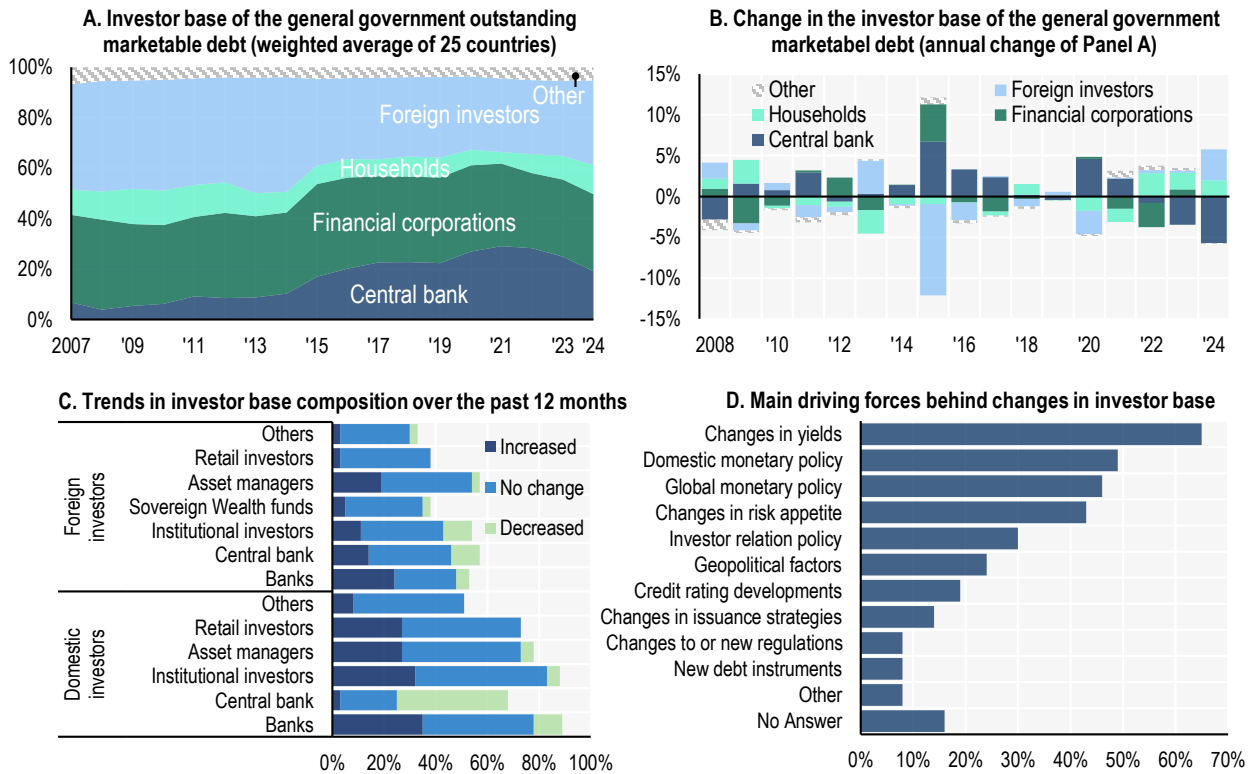 A. Investor base of the general government outstanding
marketable debt (weighted average of 25 countries)
100%
80%
60%
40%
20%
0%
Other
Foreign investors
Households
Financial corporations
Central bank
2007
'09
'11
'13
'15
'17
'19
'21
'23
'24
B. Change in the investor base of the general government
marketabel debt (annual change of Panel A)
15%
10%
5%
0%
-5%
-10%
-15%
Other
Foreign investors
Households
Financial corporations
Central bank
2008
'10
'12
'14
'16
'18
'20
'22
'24
C. Trends in investor base composition over the past 12 months
Foreign
investors
Others
Retail investors
Asset managers
Sovereign Wealth funds
Institutional investors
Central bank
Banks
Domestic
investors
Others
Retail investors
Asset managers
Institutional investors
Central bank
Banks
Increased
No change
Decreased
0%
20%
40%
60%
80%
100%
D. Main driving forces behind changes in investor base
Changes in yields
Domestic monetary policy
Global monetary policy
Changes in risk appetite
Investor relation policy
Geopolitical factors
Credit rating developments
Changes in issuance strategies
Changes to or new regulations
New debt instruments
Other
No Answer
0%
10%
20%
30%
40%
50%
60%
70%